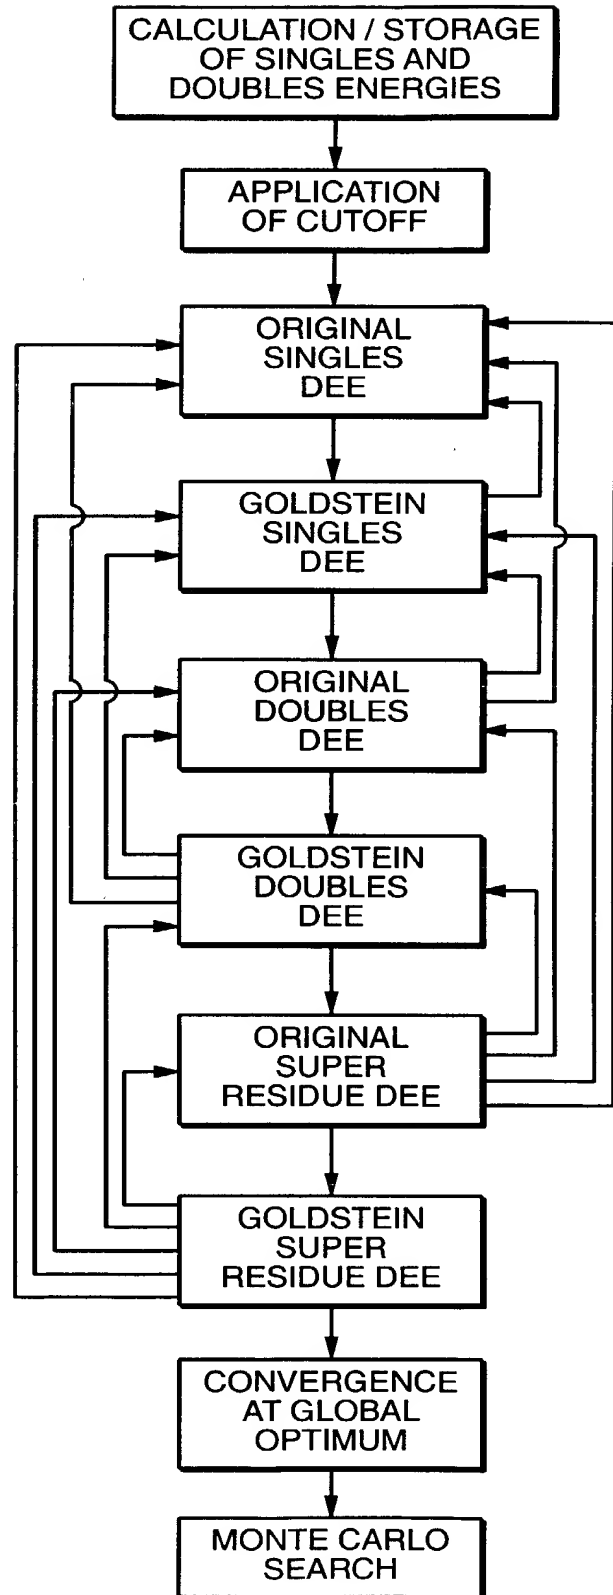 CALCULATION / STORAGE
OF SINGLES AND
DOUBLES ENERGIES
APPLICATION
OF CUTOFF
ORIGINAL
SINGLES
DEE
GOLDSTEIN
SINGLES
DEE
ORIGINAL
DOUBLES
DEE
GOLDSTEIN
DOUBLES
DEE
ORIGINAL
SUPER
RESIDUE DEE
GOLDSTEIN
SUPER
RESIDUE DEE
CONVERGENCE
AT GLOBAL
OPTIMUM
MONTE CARLO
SEARCH